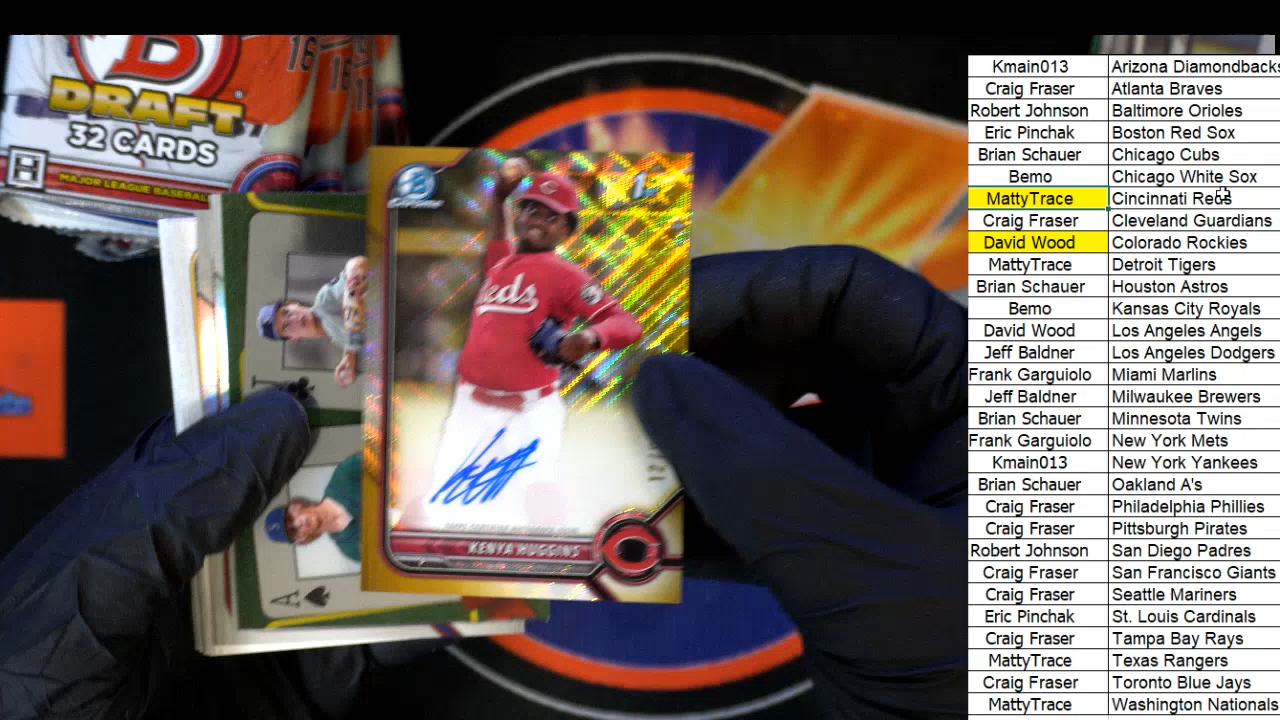 B
DRAFT
32 CARDS
MAJOR LEAGUE BASEBALL
16
1st
Reds
KENYA HUGGINS
12/
A
Kmain013 Arizona Diamondbacks
Craig Fraser Atlanta Braves
Robert Johnson Baltimore Orioles
Eric Pinchak Boston Red Sox
Brian Schauer Chicago Cubs
Bemo Chicago White Sox
MattyTrace Cincinnati Reds
Craig Fraser Cleveland Guardians
David Wood Colorado Rockies
MattyTrace Detroit Tigers
Brian Schauer Houston Astros
Bemo Kansas City Royals
David Wood Los Angeles Angels
Jeff Baldner Los Angeles Dodgers
Frank Garguiolo Miami Marlins
Jeff Baldner Milwaukee Brewers
Brian Schauer Minnesota Twins
Frank Garguiolo New York Mets
Kmain013 New York Yankees
Brian Schauer Oakland A's
Craig Fraser Philadelphia Phillies
Craig Fraser Pittsburgh Pirates
Robert Johnson San Diego Padres
Craig Fraser San Francisco Giants
Craig Fraser Seattle Mariners
Eric Pinchak St. Louis Cardinals
Craig Fraser Tampa Bay Rays
MattyTrace Texas Rangers
Craig Fraser Toronto Blue Jays
MattyTrace Washington Nationals